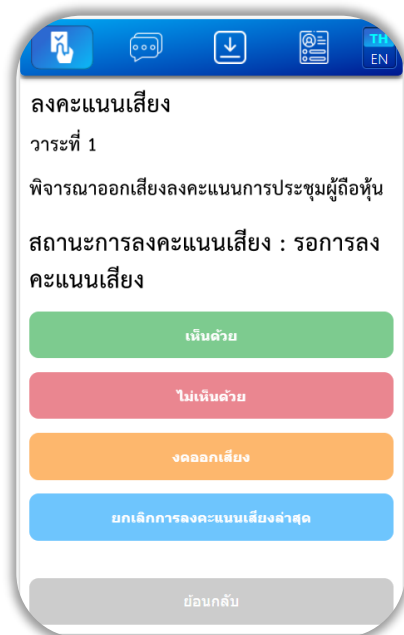 TH
EN
ลงคะแนนเสียง
วาระที่ 1
พิจารณาออกเสียงลงคะแนนการประชุมผู้ถือหุ้น
สถานะการลงคะแนนเสียง : รอการลง
คะแนนเสียง
เห็นด้วย
ไม่เห็นด้วย
งดออกเสียง
ยกเลิกการลงคะแนนเสียงล่าสุด
ย้อนกลับ